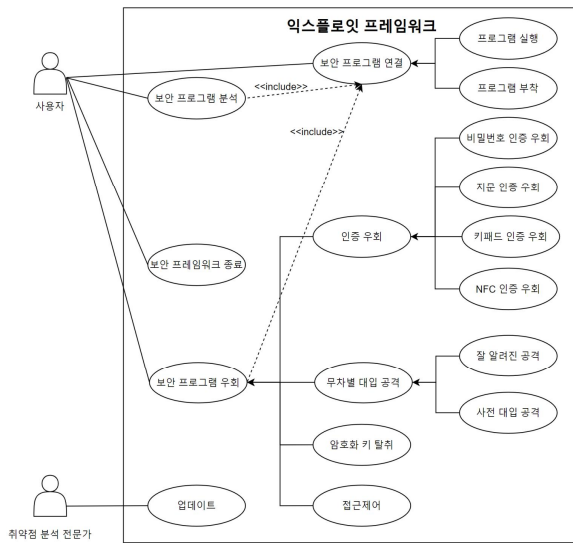 익스플로잇 프레임워크
프로그램 실행
보안 프로그램 연결
사용자
보안 프로그램 분석
<<include>>
프로그램 부착
<<include>>
비밀번호 인증 우회
지문 인증 우회
인증 우회
키패드 인증 우회
보안 프레임워크 종료
NFC 인증 우회
잘 알려진 공격
보안 프로그램 우회
무차별 대입 공격
사전 대입 공격
암호화 키 탈취
업데이트
접근제어
취약점 분석 전문가